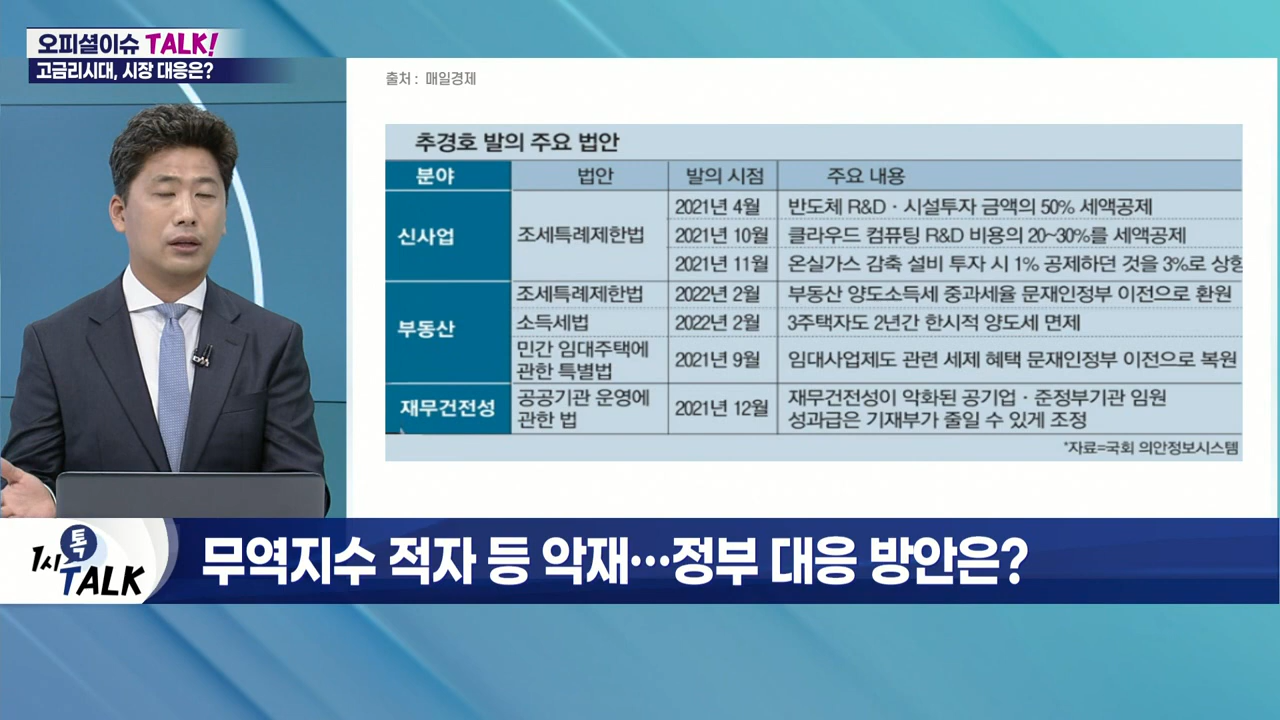 오피셜이슈 TALK!
고금리시대, 시장 대응은?
출처 : 매일경제
추경호 발의 주요 법안
분야 법안 발의 시점 주요 내용
신사업 조세특례제한법 2021년 4월 반도체 R&D · 시설투자 금액의 50% 세액공제
2021년 10월 클라우드 컴퓨팅 R&D 비용의 20~30%를 세액공제
2021년 11월 온실가스 감축 설비 투자 시 1% 공제하던 것을 3%로 상향
부동산 조세특례제한법 2022년 2월 부동산 양도소득세 중과세율 문재인정부 이전으로 환원
소득세법 2022년 2월 3주택자도 2년간 한시적 양도세 면제
민간 임대주택에
관한 특별법 2021년 9월 임대사업제도 관련 세제 혜택 문재인정부 이전으로 복원
재무건전성 공공기관 운영에
관한 법 2021년 12월 재무건전성이 악화된 공기업 · 준정부기관 임원
성과급은 기재부가 줄일 수 있게 조정
*자료=국회 의안정보시스템
1시 톡 TALK
무역지수 적자 등 악재…정부 대응 방안은?